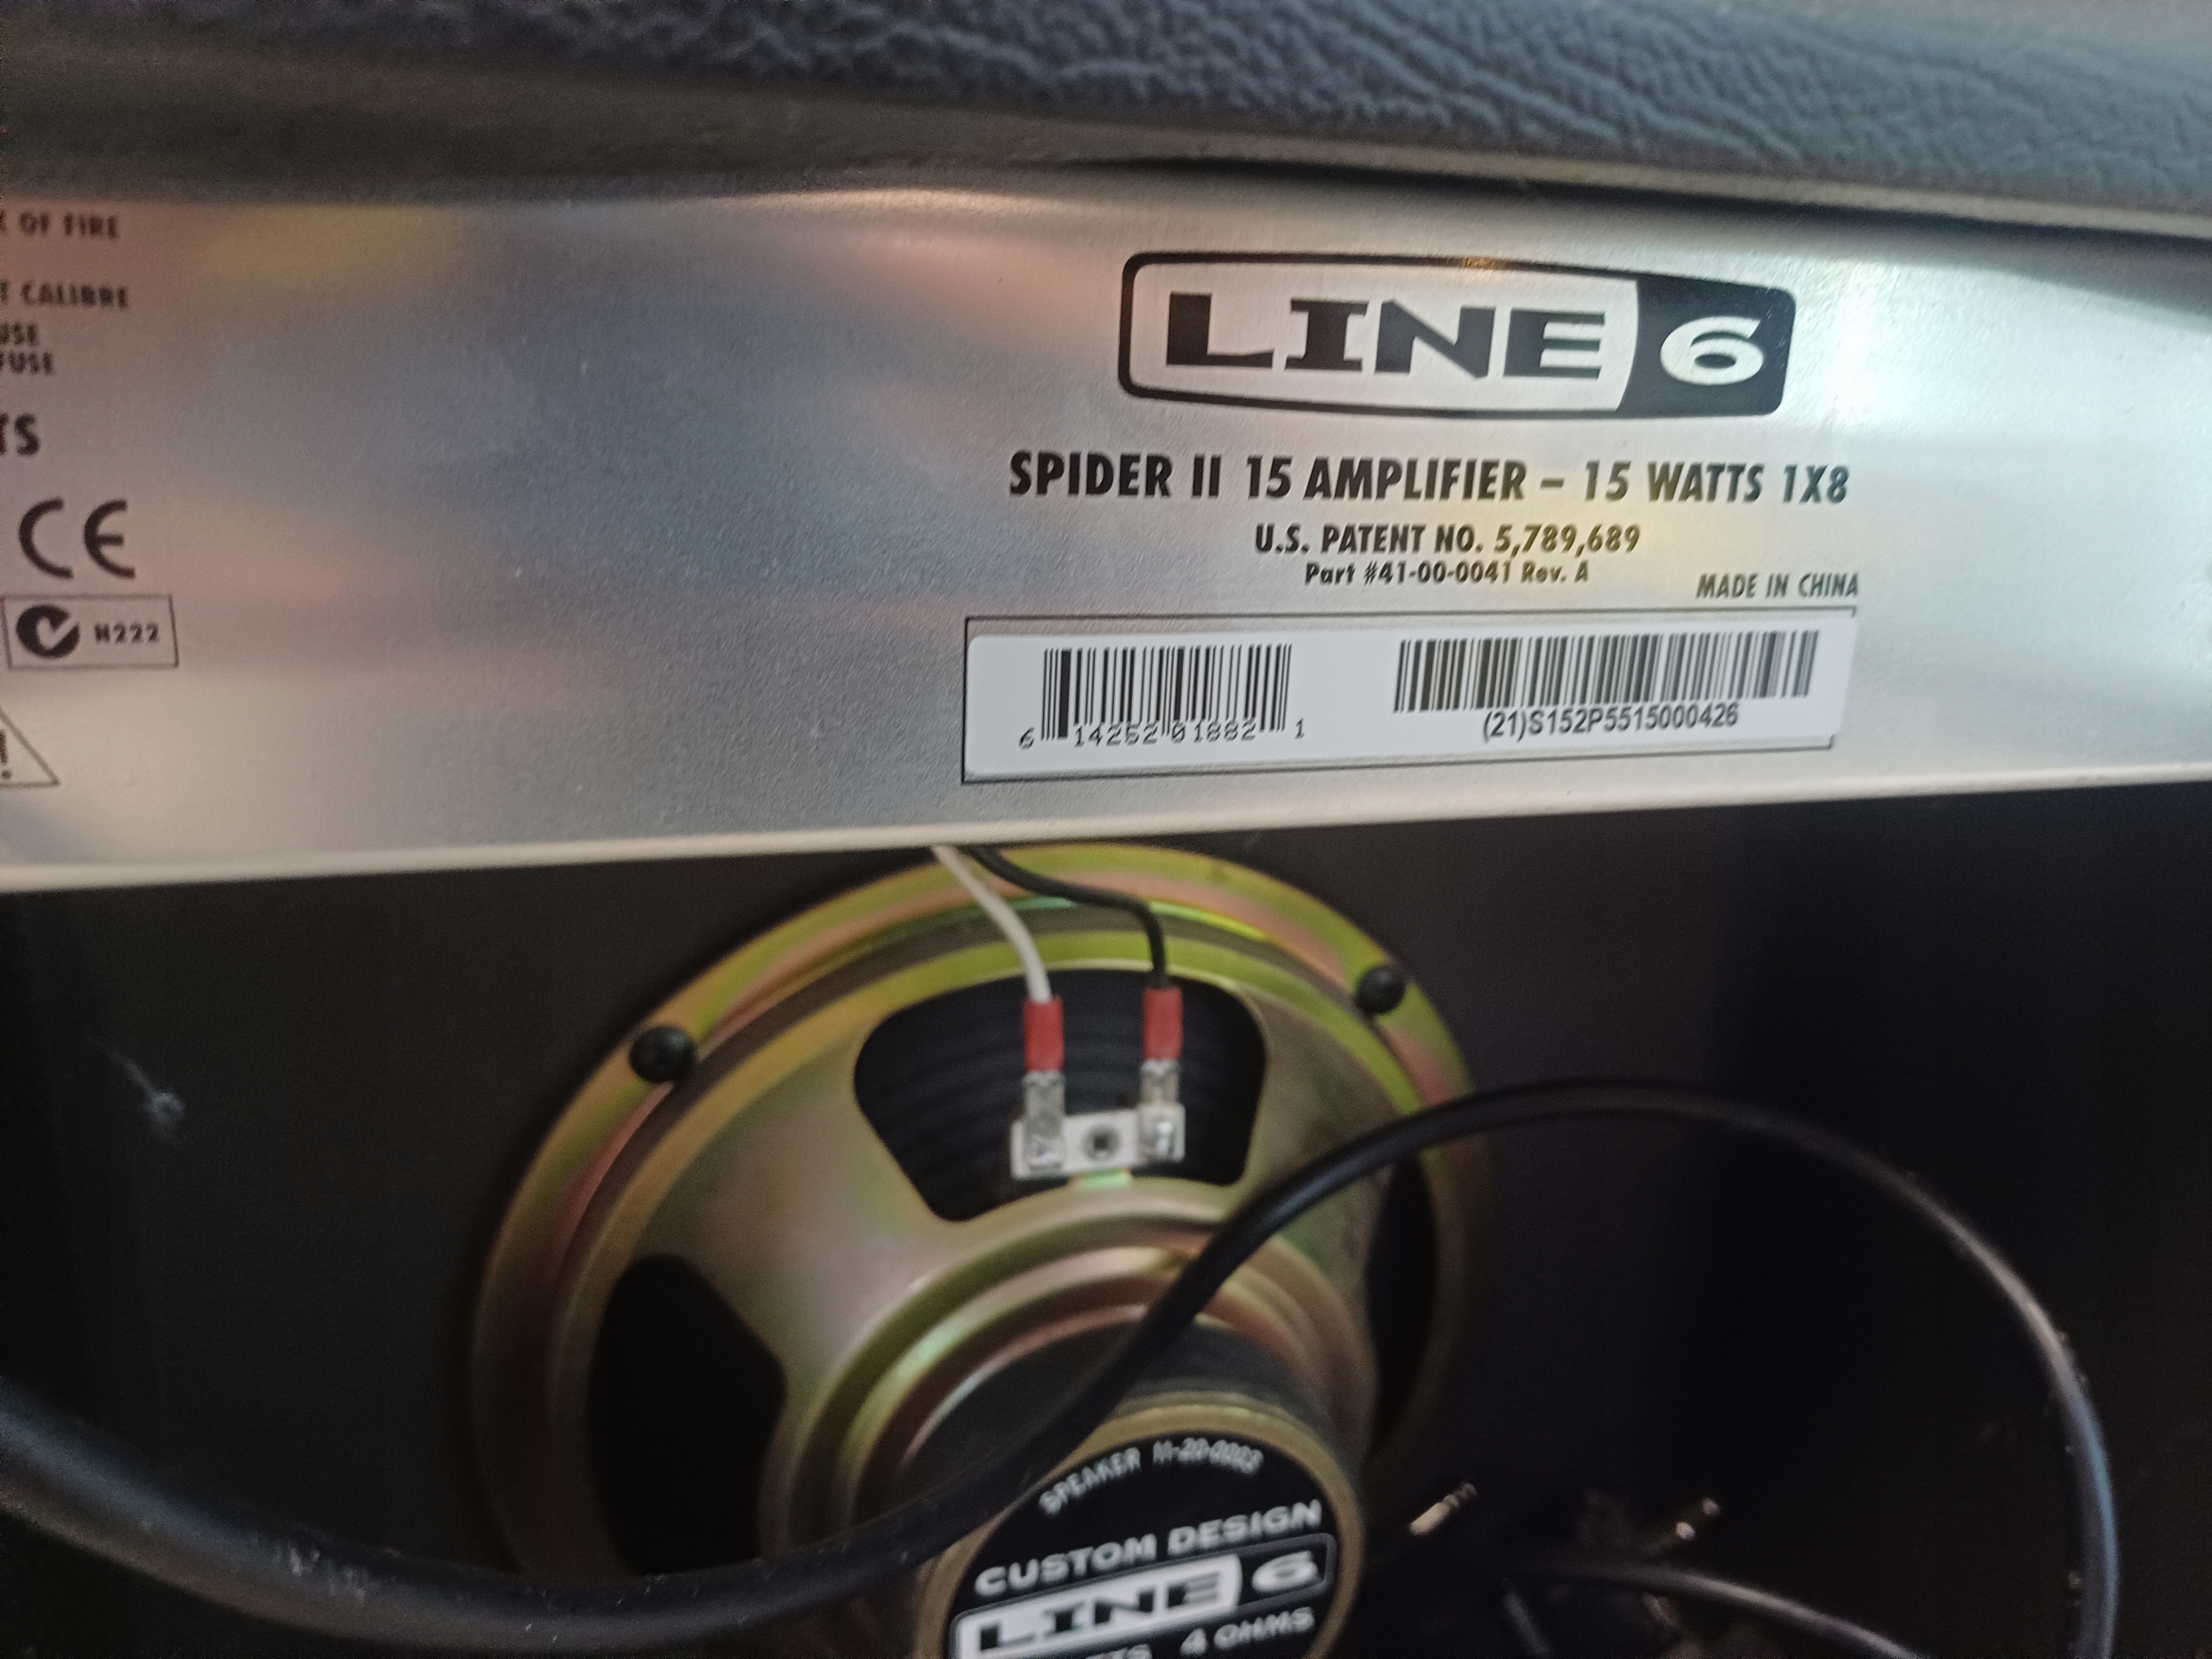 OF FIRE
CALIBRE
USE
FUSE
TS
CE
N222
LINE 6
SPIDER II 15 AMPLIFIER – 15 WATTS 1X8
U.S. PATENT NO. 5,789,689
Part #41-00-0041 Rev. A
MADE IN CHINA
6 14252 01882 1
(21)S152P5515000426
SPEAKER 11-20-0003
CUSTOM DESIGN
LINE 6
4 OHMS